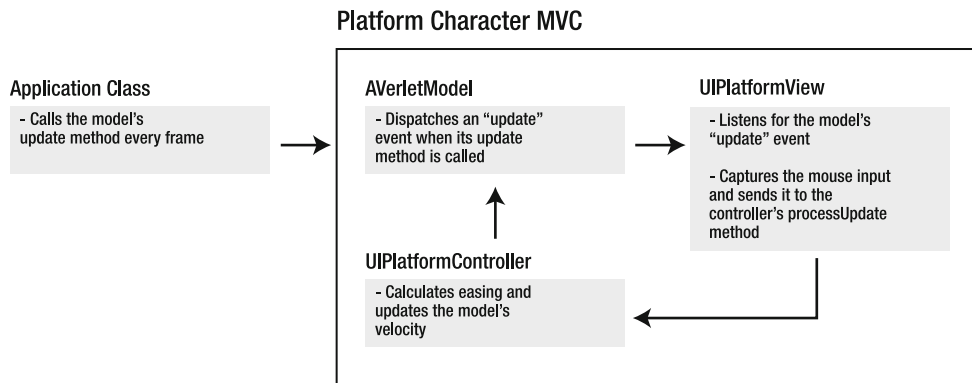 Platform Character MVC
Application Class
- Calls the model's
update method every frame
AVerletModel
- Dispatches an “update”
event when its update
method is called
UIPlatformView
- Listens for the model's
“update” event
- Captures the mouse input
and sends it to the
controller's processUpdate
method
UIPlatformController
- Calculates easing and
updates the model's
velocity